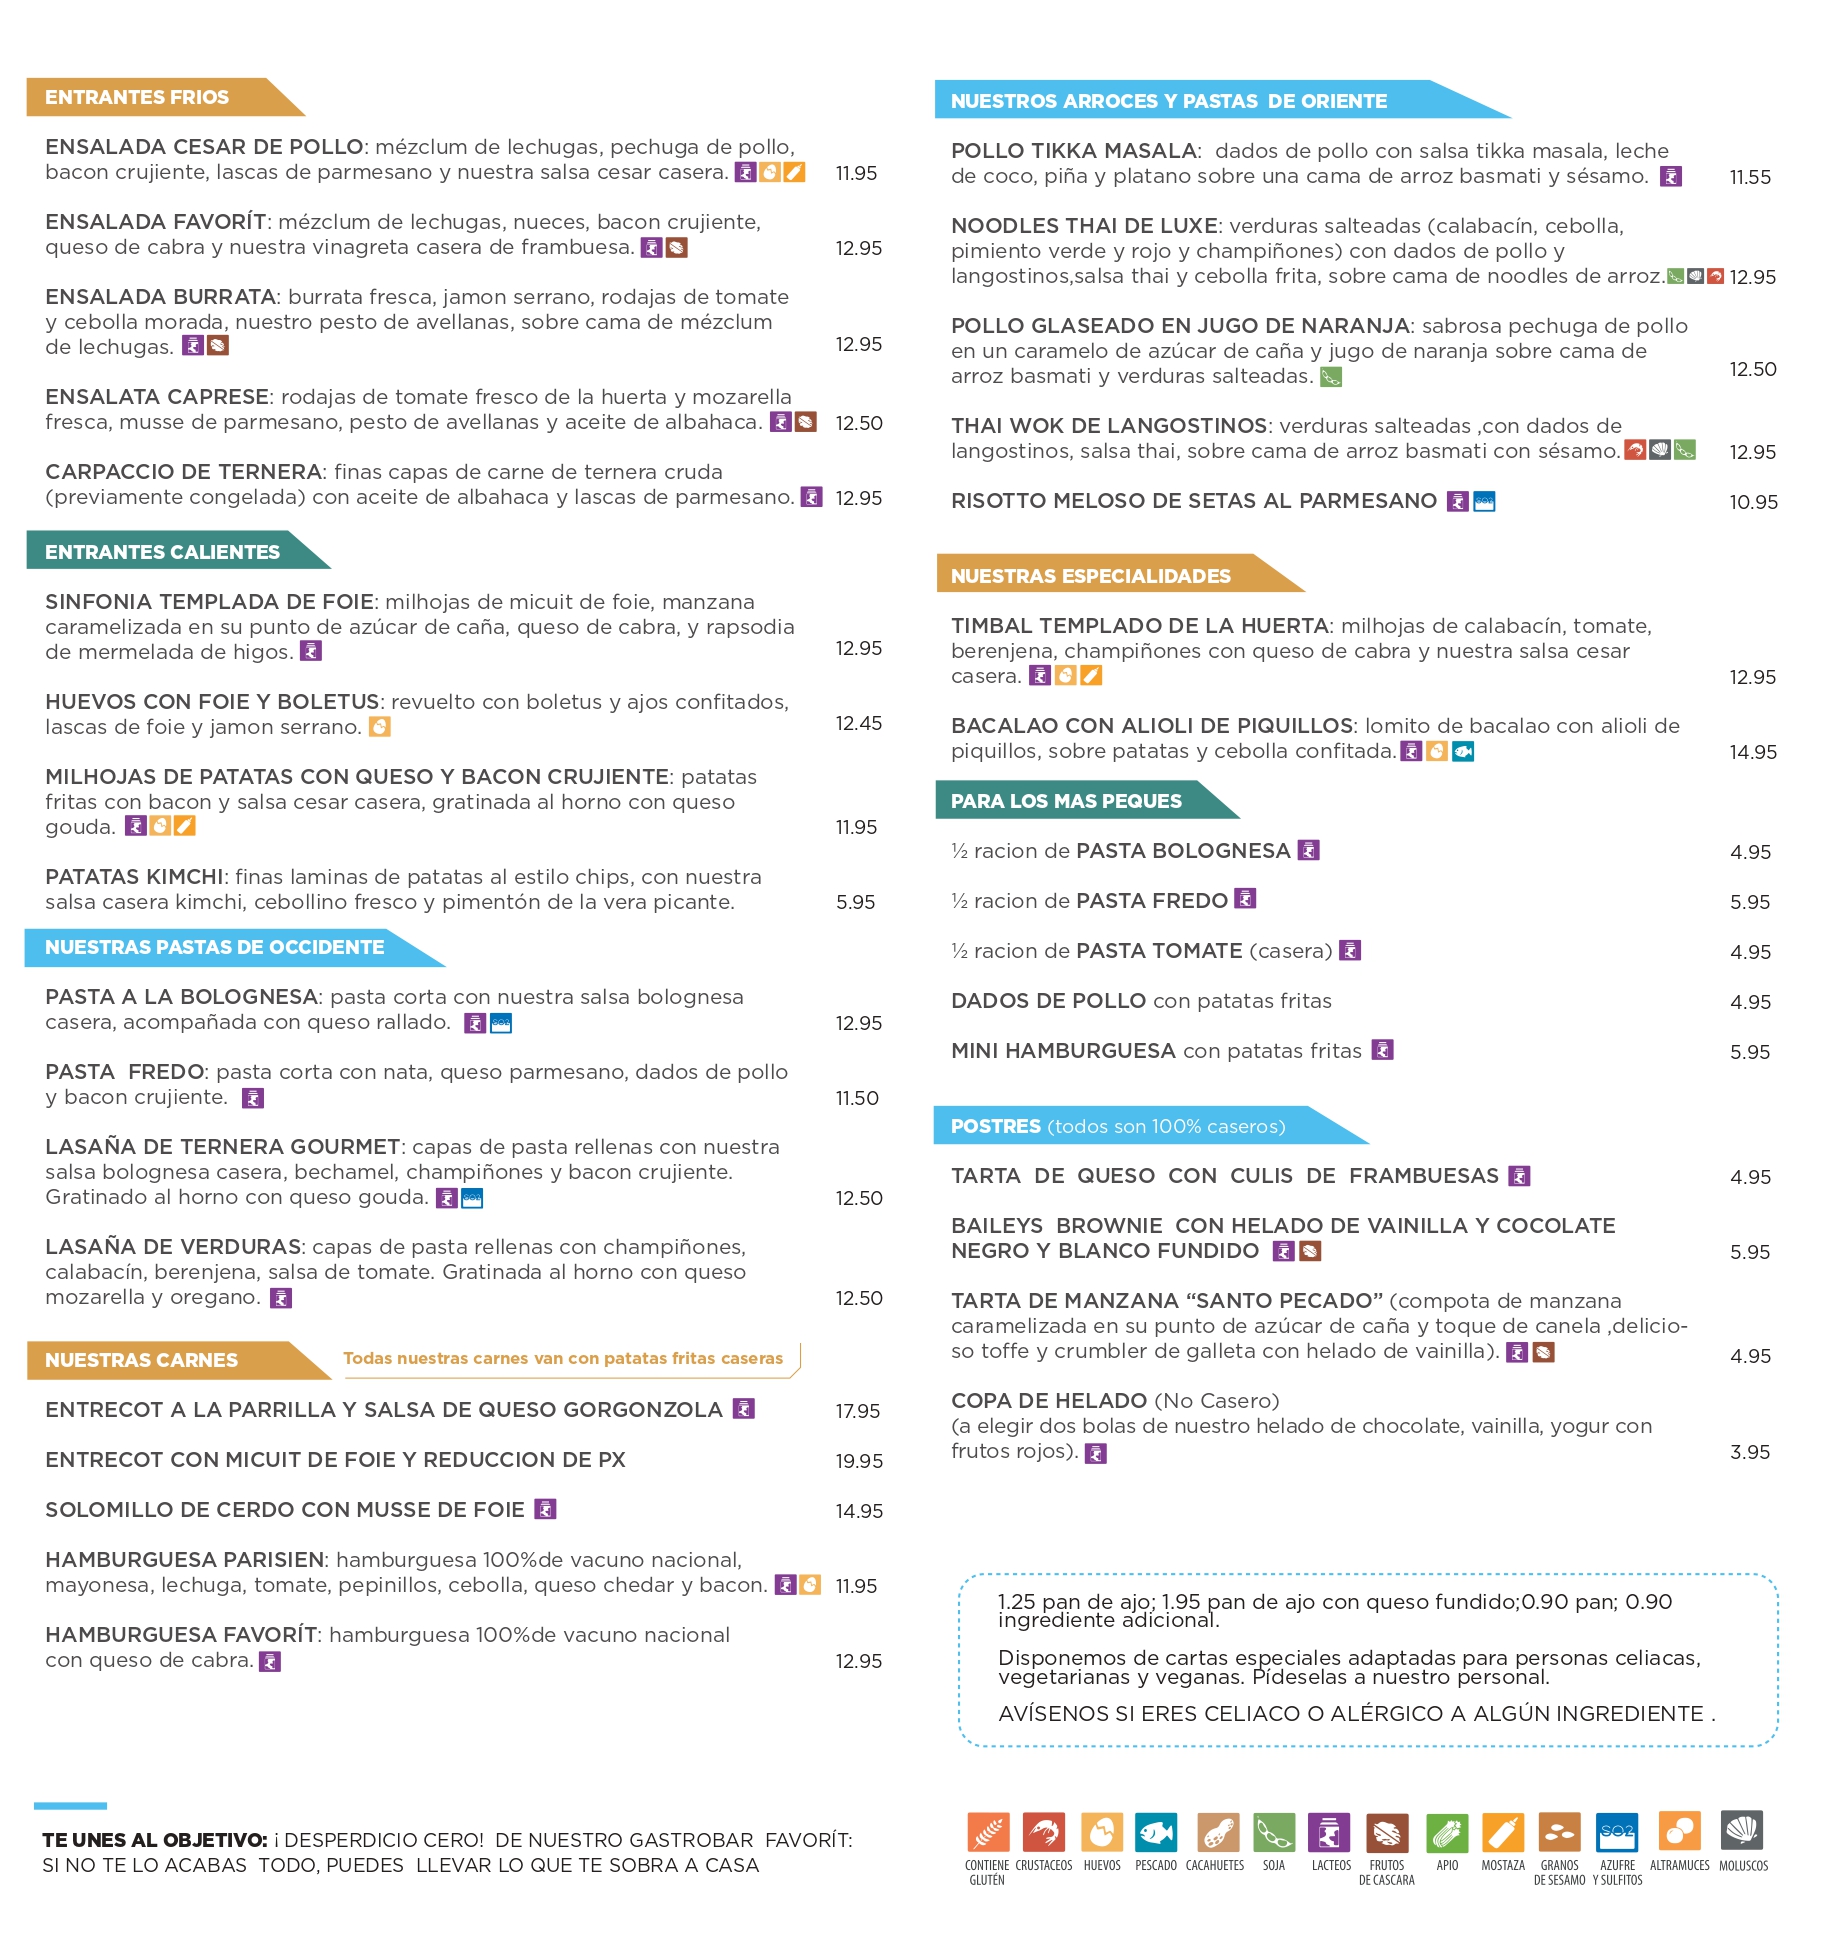 ENTRANTES FRIOS
ENSALADA CESAR DE POLLO: mézclum de lechugas, pechuga de pollo,
bacon crujiente, lascas de parmesano y nuestra salsa cesar casera. 11.95
ENSALADA FAVORÍT: mézclum de lechugas, nueces, bacon crujiente,
queso de cabra y nuestra vinagreta casera de frambuesa. 12.95
ENSALADA BURRATA: burrata fresca, jamon serrano, rodajas de tomate
y cebolla morada, nuestro pesto de avellanas, sobre cama de mézclum
de lechugas. 12.95
ENSALATA CAPRESE: rodajas de tomate fresco de la huerta y mozarella
fresca, musse de parmesano, pesto de avellanas y aceite de albahaca. 12.50
CARPACCIO DE TERNERA: finas capas de carne de ternera cruda
(previamente congelada) con aceite de albahaca y lascas de parmesano. 12.95
ENTRANTES CALIENTES
SINFONIA TEMPLADA DE FOIE: milhojas de micuit de foie, manzana
caramelizada en su punto de azúcar de caña, queso de cabra, y rapsodia
de mermelada de higos. 12.95
HUEVOS CON FOIE Y BOLETUS: revuelto con boletus y ajos confitados,
lascas de foie y jamon serrano. 12.45
MILHOJAS DE PATATAS CON QUESO Y BACON CRUJIENTE: patatas
fritas con bacon y salsa cesar casera, gratinada al horno con queso
gouda. 11.95
PATATAS KIMCHI: finas laminas de patatas al estilo chips, con nuestra
salsa casera kimchi, cebollino fresco y pimentón de la vera picante. 5.95
NUESTRAS PASTAS DE OCCIDENTE
PASTA A LA BOLOGNESA: pasta corta con nuestra salsa bolognesa
casera, acompañada con queso rallado. SO2 12.95
PASTA FREDO: pasta corta con nata, queso parmesano, dados de pollo
y bacon crujiente. 11.50
LASAÑA DE TERNERA GOURMET: capas de pasta rellenas con nuestra
salsa bolognesa casera, bechamel, champiñones y bacon crujiente.
Gratinado al horno con queso gouda. SO2 12.50
LASAÑA DE VERDURAS: capas de pasta rellenas con champiñones,
calabacín, berenjena, salsa de tomate. Gratinada al horno con queso
mozarella y oregano. 12.50
NUESTRAS CARNES Todas nuestras carnes van con patatas fritas caseras
ENTRECOT A LA PARRILLA Y SALSA DE QUESO GORGONZOLA 17.95
ENTRECOT CON MICUIT DE FOIE Y REDUCCION DE PX 19.95
SOLOMILLO DE CERDO CON MUSSE DE FOIE 14.95
HAMBURGUESA PARISIEN: hamburguesa 100%de vacuno nacional,
mayonesa, lechuga, tomate, pepinillos, cebolla, queso chedar y bacon. 11.95
HAMBURGUESA FAVORÍT: hamburguesa 100%de vacuno nacional
con queso de cabra. 12.95
TE UNES AL OBJETIVO: ¡ DESPERDICIO CERO! DE NUESTRO GASTROBAR FAVORÍT:
SI NO TE LO ACABAS TODO, PUEDES LLEVAR LO QUE TE SOBRA A CASA
NUESTROS ARROCES Y PASTAS DE ORIENTE
POLLO TIKKA MASALA: dados de pollo con salsa tikka masala, leche
de coco, piña y platano sobre una cama de arroz basmati y sésamo. 11.55
NOODLES THAI DE LUXE: verduras salteadas (calabacín, cebolla,
pimiento verde y rojo y champiñones) con dados de pollo y
langostinos,salsa thai y cebolla frita, sobre cama de noodles de arroz. 12.95
POLLO GLASEADO EN JUGO DE NARANJA: sabrosa pechuga de pollo
en un caramelo de azúcar de caña y jugo de naranja sobre cama de
arroz basmati y verduras salteadas. 12.50
THAI WOK DE LANGOSTINOS: verduras salteadas ,con dados de
langostinos, salsa thai, sobre cama de arroz basmati con sésamo. 12.95
RISOTTO MELOSO DE SETAS AL PARMESANO SO2 10.95
NUESTRAS ESPECIALIDADES
TIMBAL TEMPLADO DE LA HUERTA: milhojas de calabacín, tomate,
berenjena, champiñones con queso de cabra y nuestra salsa cesar
casera. 12.95
BACALAO CON ALIOLI DE PIQUILLOS: lomito de bacalao con alioli de
piquillos, sobre patatas y cebolla confitada. 14.95
PARA LOS MAS PEQUES
½ racion de PASTA BOLOGNESA 4.95
½ racion de PASTA FREDO 5.95
½ racion de PASTA TOMATE (casera) 4.95
DADOS DE POLLO con patatas fritas 4.95
MINI HAMBURGUESA con patatas fritas 5.95
POSTRES (todos son 100% caseros)
TARTA DE QUESO CON CULIS DE FRAMBUESAS 4.95
BAILEYS BROWNIE CON HELADO DE VAINILLA Y COCOLATE
NEGRO Y BLANCO FUNDIDO 5.95
TARTA DE MANZANA “SANTO PECADO” (compota de manzana
caramelizada en su punto de azúcar de caña y toque de canela ,delicio-
so toffe y crumbler de galleta con helado de vainilla). 4.95
COPA DE HELADO (No Casero)
(a elegir dos bolas de nuestro helado de chocolate, vainilla, yogur con
frutos rojos). 3.95
1.25 pan de ajo; 1.95 pan de ajo con queso fundido;0.90 pan; 0.90
ingrediente adicional.
Disponemos de cartas especiales adaptadas para personas celiacas,
vegetarianas y veganas. Pídeselas a nuestro personal.
AVÍSENOS SI ERES CELIACO O ALÉRGICO A ALGÚN INGREDIENTE .
SO2
CONTIENE CRUSTACEOS HUEVOS PESCADO CACAHUETES SOJA LACTEOS FRUTOS APIO MOSTAZA GRANOS AZUFRE ALTRAMUCES MOLUSCOS
GLUTÉN DE CASCARA DE SESAMO Y SULFITOS